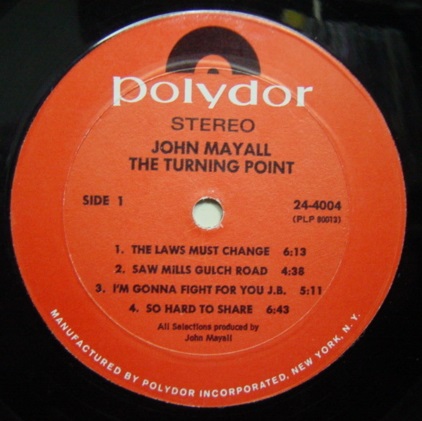 polydor
STEREO
JOHN MAYALL
THE TURNING POINT
SIDE 1
24-4004
(PLP 80013)
1. THE LAWS MUST CHANGE 6:13
2. SAW MILLS GULCH ROAD 4:38
3. I'M GONNA FIGHT FOR YOU J.B. 5:11
4. SO HARD TO SHARE 6:43
All Selections produced by
John Mayall
MANUFACTURED BY POLYDOR INCORPORATED, NEW YORK, N. Y.